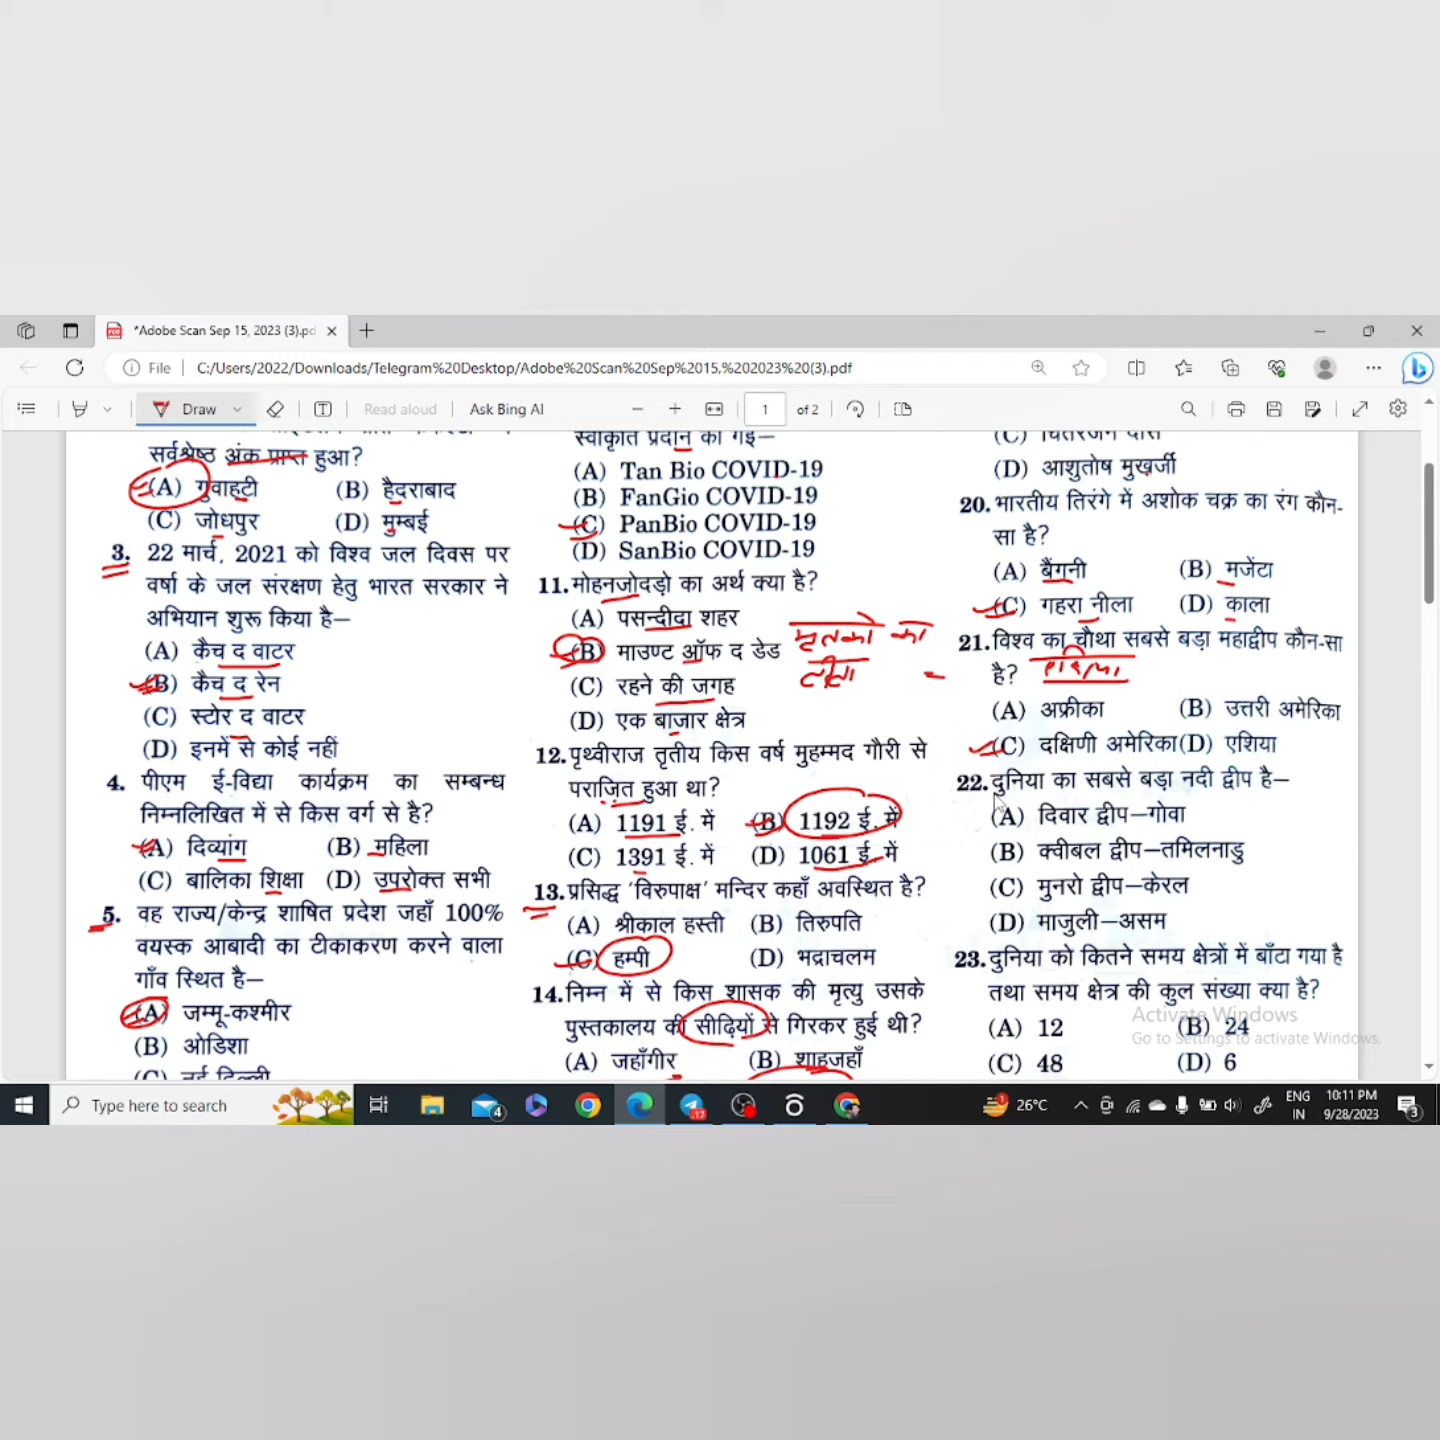 *Adobe Scan Sep 15, 2023 (3).pd
File
C:/Users/2022/Downloads/Telegram%20Desktop/Adobe%20Scan%20Sep%2015,%202023%20(3).pdf
Draw
Read aloud
Ask Bing AI
1
of 2
सर्वश्रेष्ठ अंक प्राप्त हुआ?
(A) गुवाहटी (B) हैदराबाद
(C) जोधपुर (D) मुम्बई
3. 22 मार्च, 2021 को विश्व जल दिवस पर
वर्षा के जल संरक्षण हेतु भारत सरकार ने
अभियान शुरू किया है—
(A) कैच द वाटर
(B) कैच द रेन
(C) स्टोर द वाटर
(D) इनमें से कोई नहीं
4. पीएम ई-विद्या कार्यक्रम का सम्बन्ध
निम्नलिखित में से किस वर्ग से है?
(A) दिव्यांग (B) महिला
(C) बालिका शिक्षा (D) उपरोक्त सभी
5. वह राज्य/केन्द्र शाषित प्रदेश जहाँ 100%
वयस्क आबादी का टीकाकरण करने वाला
गाँव स्थित है—
(A) जम्मू-कश्मीर
(B) ओडिशा
(C) नई दिल्ली
स्वीकृति प्रदान की गई—
(A) Tan Bio COVID-19
(B) FanGio COVID-19
(C) PanBio COVID-19
(D) SanBio COVID-19
11. मोहनजोदड़ो का अर्थ क्या है?
(A) पसन्दीदा शहर
(B) माउण्ट ऑफ द डेड
मृतको का
टीला
(C) रहने की जगह
(D) एक बाजार क्षेत्र
12. पृथ्वीराज तृतीय किस वर्ष मुहम्मद गौरी से
पराजित हुआ था?
(A) 1191 ई. में (B) 1192 ई. में
(C) 1391 ई. में (D) 1061 ई. में
13. प्रसिद्ध 'विरुपाक्ष' मन्दिर कहाँ अवस्थित है?
(A) श्रीकाल हस्ती (B) तिरुपति
(C) हम्पी (D) भद्राचलम
14. निम्न में से किस शासक की मृत्यु उसके
पुस्तकालय की सीढ़ियों से गिरकर हुई थी?
(A) जहाँगीर (B) शाहजहाँ
(C) चितरंजन दास
(D) आशुतोष मुखर्जी
20. भारतीय तिरंगे में अशोक चक्र का रंग कौन-
सा है?
(A) बैंगनी (B) मजेंटा
(C) गहरा नीला (D) काला
21. विश्व का चौथा सबसे बड़ा महाद्वीप कौन-सा
है? एशिया
(A) अफ्रीका (B) उत्तरी अमेरिका
(C) दक्षिणी अमेरिका (D) एशिया
22. दुनिया का सबसे बड़ा नदी द्वीप है—
(A) दिवार द्वीप—गोवा
(B) क्वीबल द्वीप—तमिलनाडु
(C) मुनरो द्वीप—केरल
(D) माजुली—असम
23. दुनिया को कितने समय क्षेत्रों में बाँटा गया है
तथा समय क्षेत्र की कुल संख्या क्या है?
(A) 12 (B) 24
(C) 48 (D) 6
Activate Windows
Go to Settings to activate Windows.
Type here to search
4
17
1
26°C
ENG
IN
10:11 PM
9/28/2023
3